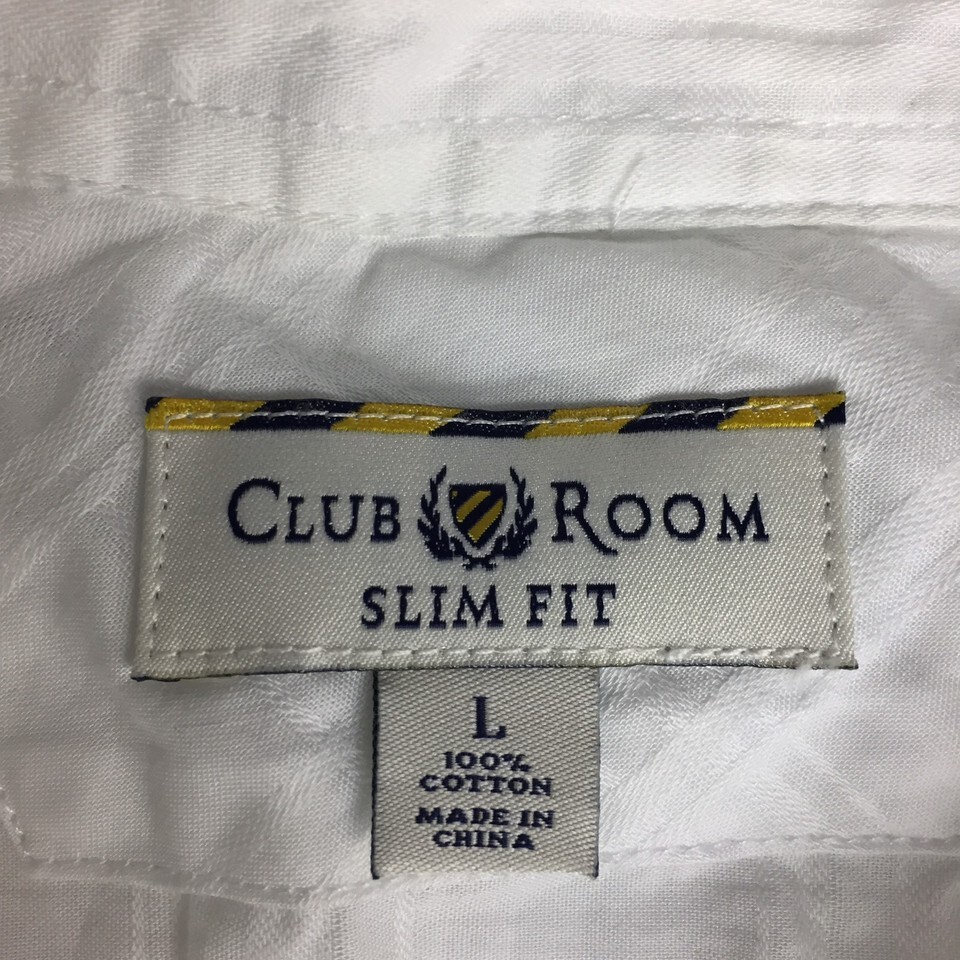 CLUB ROOM
SLIM FIT
L
100%
COTTON
MADE IN
CHINA